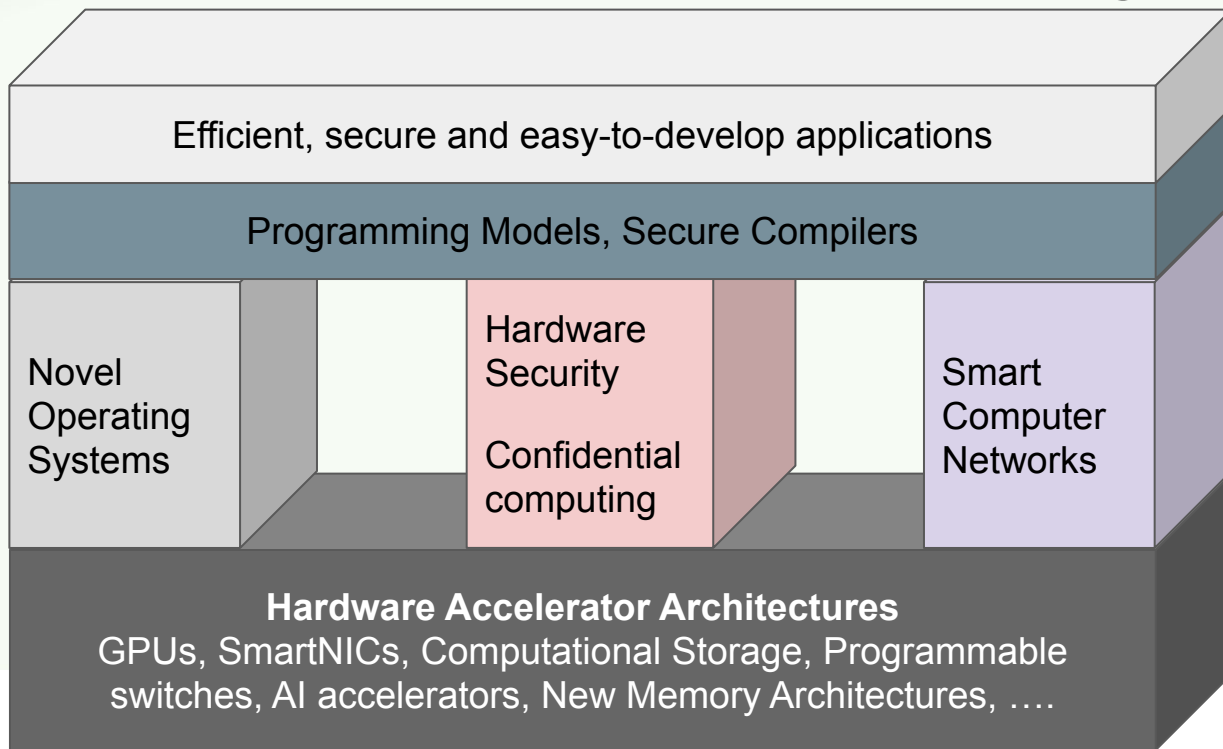 Efficient, secure and easy-to-develop applications
Programming Models, Secure Compilers
Novel
Operating
Systems
Hardware
Security
Confidential
computing
Smart
Computer
Networks
Hardware Accelerator Architectures
GPUs, SmartNICs, Computational Storage, Programmable
switches, AI accelerators, New Memory Architectures, ....